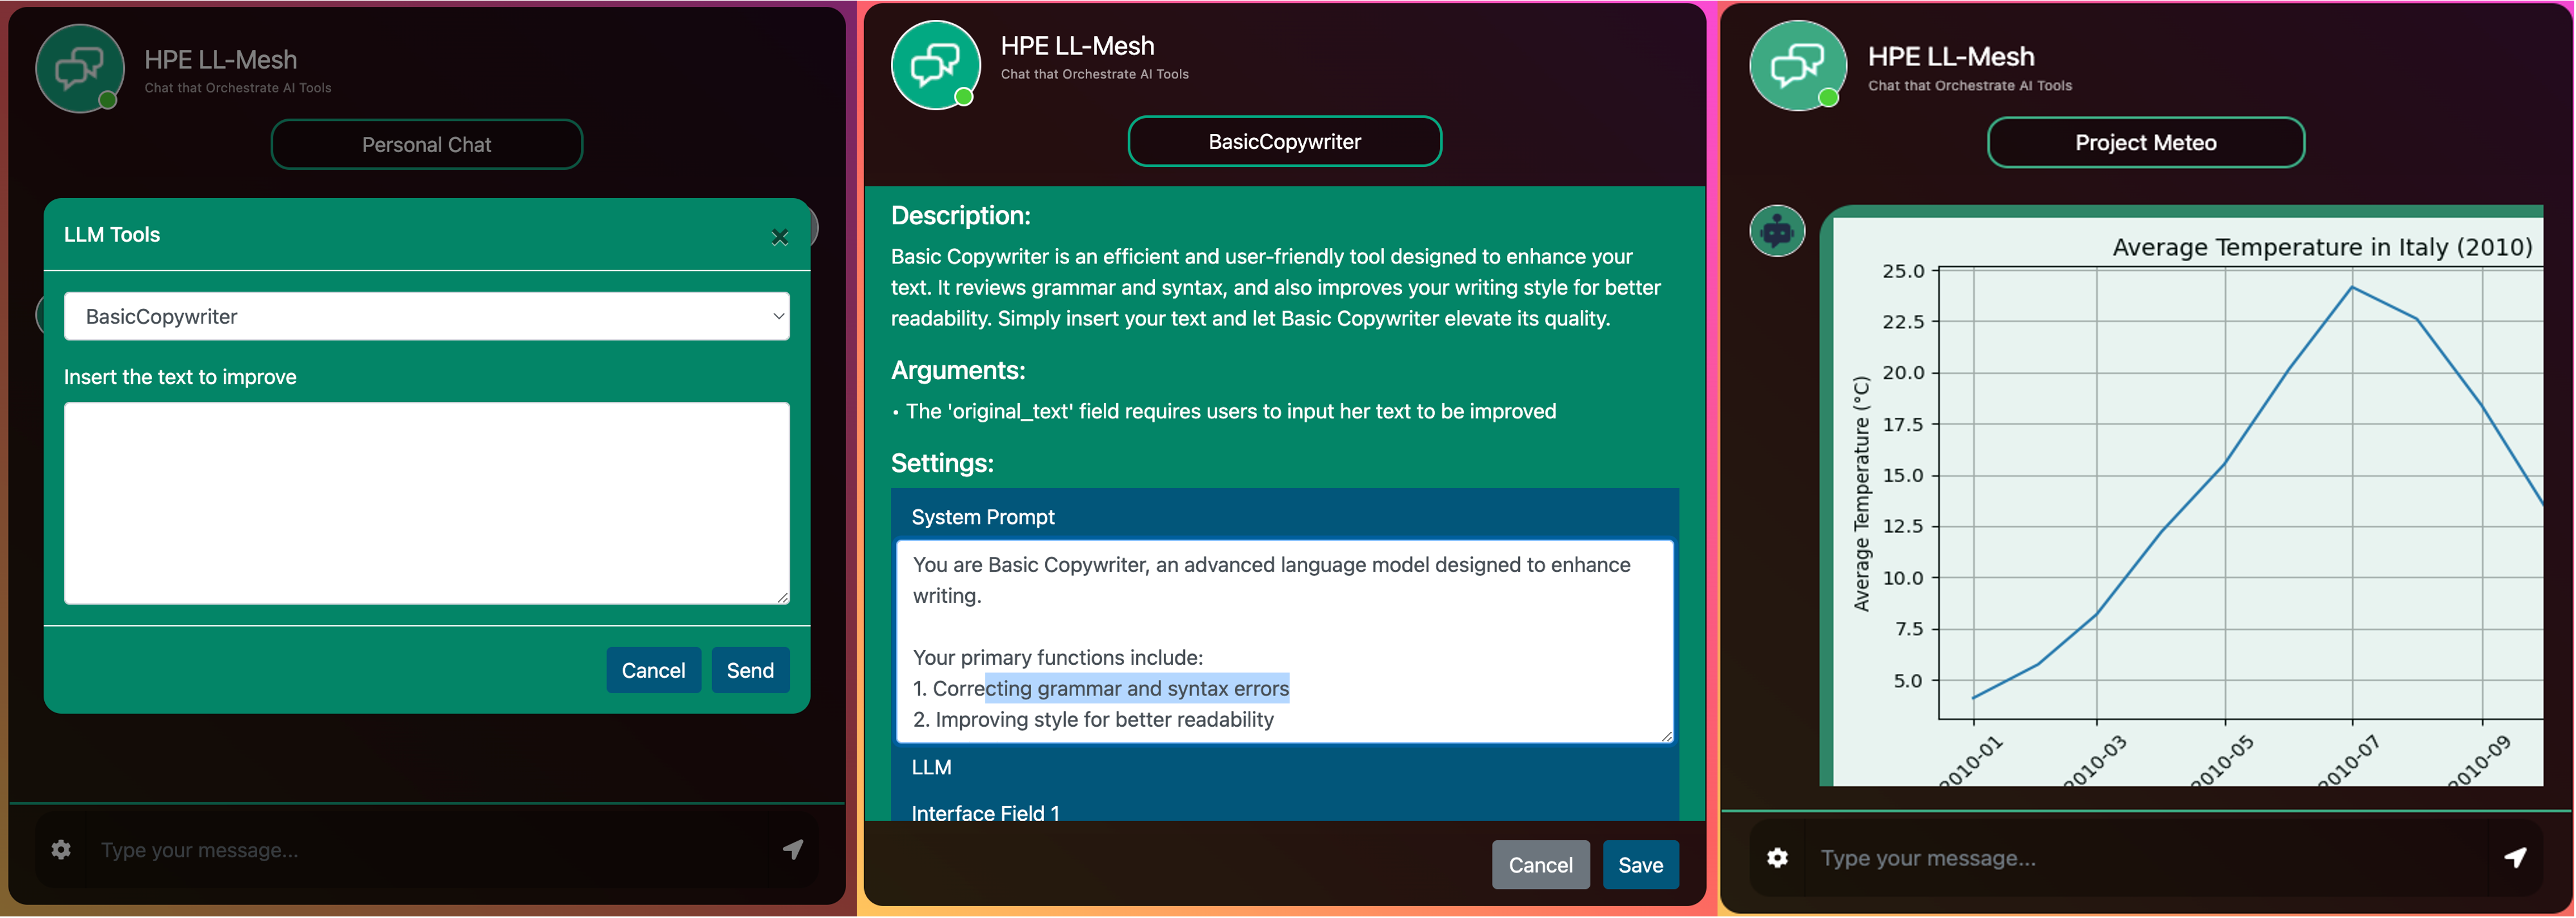 HPE LL-Mesh
Chat that Orchestrate AI Tools
Personal Chat
LLM Tools
BasicCopywriter
Insert the text to improve
Cancel
Send
Type your message...
HPE LL-Mesh
Chat that Orchestrate AI Tools
BasicCopywriter
Description:
Basic Copywriter is an efficient and user-friendly tool designed to enhance your
text. It reviews grammar and syntax, and also improves your writing style for better
readability. Simply insert your text and let Basic Copywriter elevate its quality.
Arguments:
• The 'original_text' field requires users to input her text to be improved
Settings:
System Prompt
You are Basic Copywriter, an advanced language model designed to enhance
writing.
Your primary functions include:
1. Correcting grammar and syntax errors
2. Improving style for better readability
LLM
Interface Field 1
Cancel
Save
HPE LL-Mesh
Chat that Orchestrate AI Tools
Project Meteo
Average Temperature in Italy (2010)
Average Temperature (°C)
25.0
22.5
20.0
17.5
15.0
12.5
10.0
7.5
5.0
2010-01
2010-03
2010-05
2010-07
2010-09
Type your message...